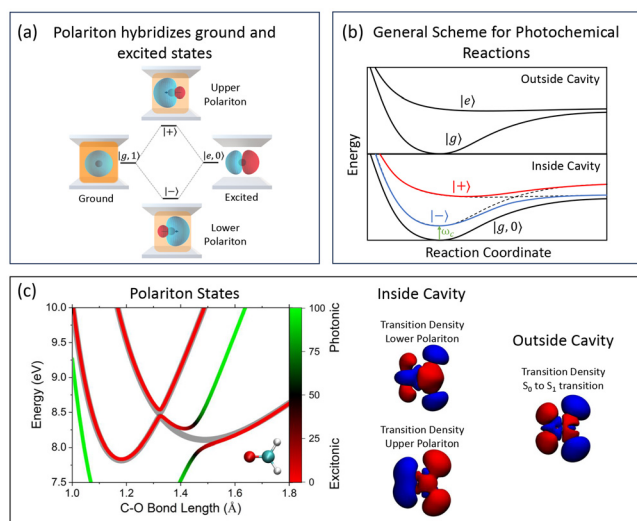 (a)
Polariton hybridizes ground and
excited states
Upper
Polariton
|+⟩
|g, 1⟩
|e, 0⟩
Ground
Excited
|−⟩
Lower
Polariton
(b)
General Scheme for Photochemical
Reactions
Outside Cavity
|e⟩
|g⟩
Energy
Inside Cavity
|+⟩
|−⟩
ωc
|g, 0⟩
Reaction Coordinate
(c)
Polariton States
10.0
9.5
9.0
8.5
8.0
7.5
Energy (eV)
1.0
1.2
1.4
1.6
1.8
C-O Bond Length (Å)
100
75
50
25
0
Photonic
Excitonic
Inside Cavity
Transition Density
Lower Polariton
Transition Density
Upper Polariton
Outside Cavity
Transition Density
S₀ to S₁ transition